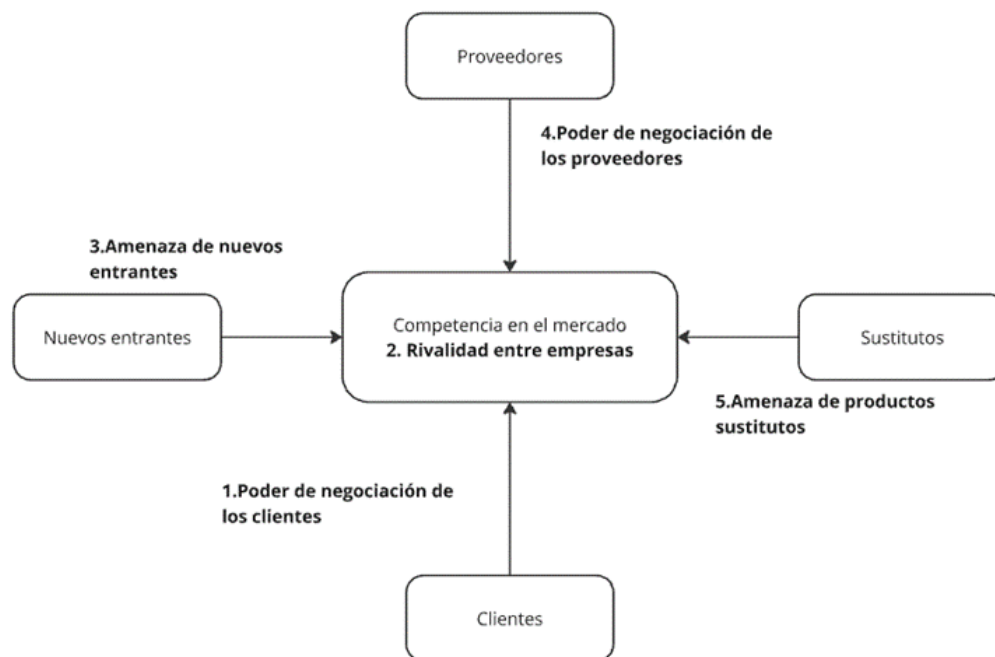 Proveedores
4.Poder de negociación de
los proveedores
3.Amenaza de nuevos
entrantes
Nuevos entrantes
Competencia en el mercado
2. Rivalidad entre empresas
Sustitutos
5.Amenaza de productos
sustitutos
1.Poder de negociación de
los clientes
Clientes